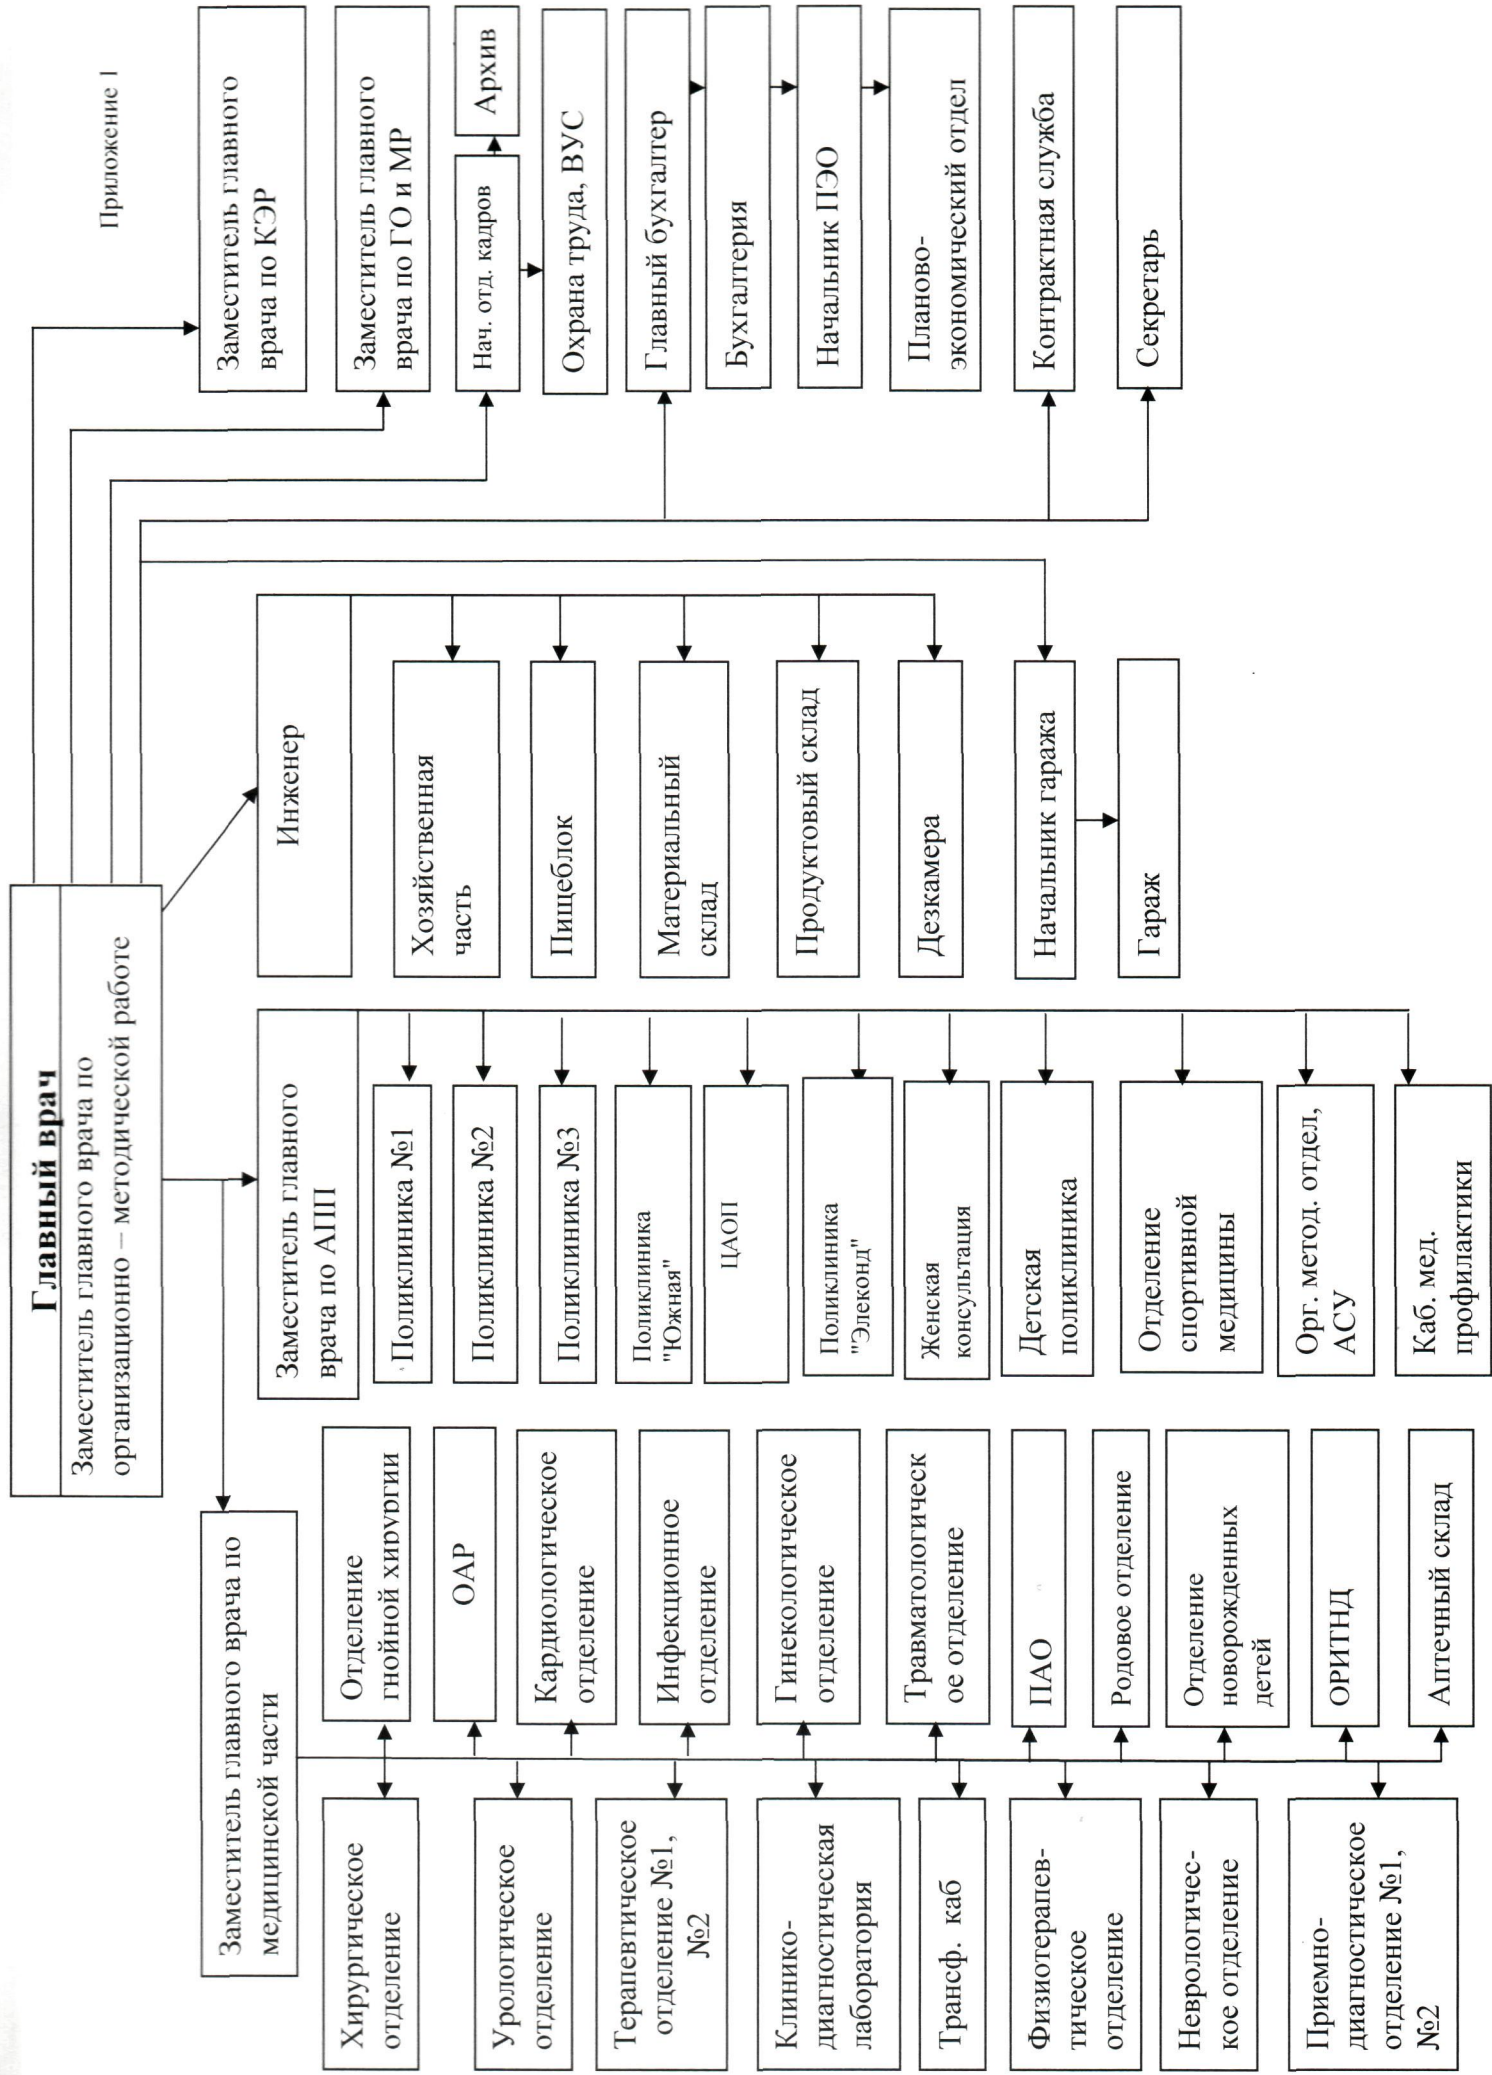 Приложение 1
Главный врач
Заместитель главного врача по
организационно – методической работе
Заместитель главного врача по
медицинской части
Хирургическое
отделение
Урологическое
отделение
Терапевтическое
отделение №1,
№2
Клинико-
диагностическая
лаборатория
Трансф. каб
Физиотерапев-
тическое
отделение
Неврологичес-
кое отделение
Приемно-
диагностическое
отделение №1,
№2
Отделение
гнойной хирургии
ОАР
Кардиологическое
отделение
Инфекционное
отделение
Гинекологическое
отделение
Травматологическ
ое отделение
ПАО
Родовое отделение
Отделение
новорожденных
детей
ОРИТНД
Аптечный склад
Заместитель главного
врача по АПП
Поликлиника №1
Поликлиника №2
Поликлиника №3
Поликлиника
"Южная"
ЦАОП
Поликлиника
"Элеконд"
Женская
консультация
Детская
поликлиника
Отделение
спортивной
медицины
Орг. метод. отдел,
АСУ
Каб. мед.
профилактики
Инженер
Хозяйственная
часть
Пищеблок
Материальный
склад
Продуктовый склад
Дезкамера
Начальник гаража
Гараж
Заместитель главного
врача по КЭР
Заместитель главного
врача по ГО и МР
Нач. отд. кадров
Архив
Охрана труда, ВУС
Главный бухгалтер
Бухгалтерия
Начальник ПЭО
Планово-
экономический отдел
Контрактная служба
Секретарь